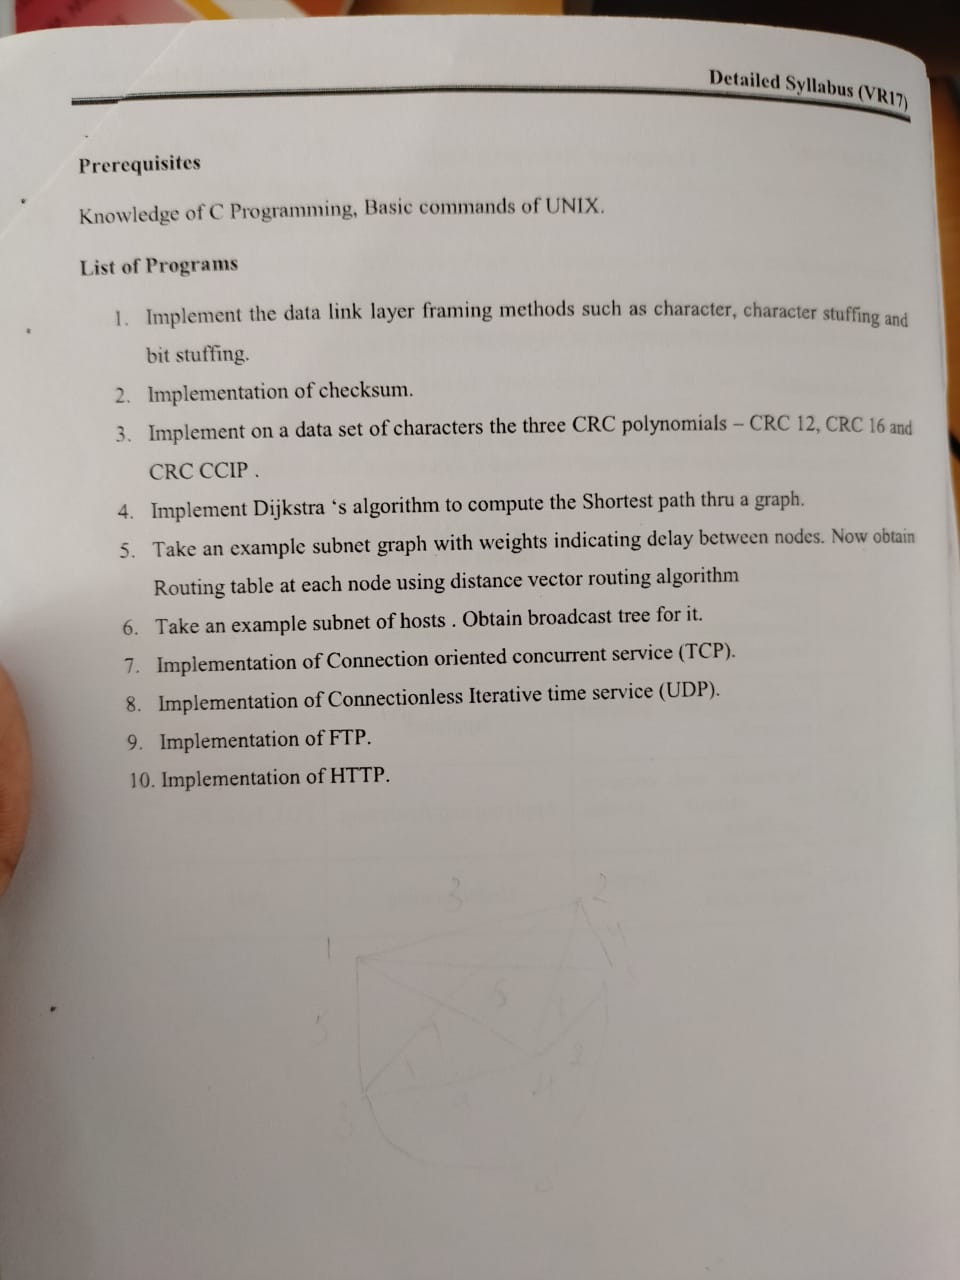 Detailed Syllabus (VR17)
Prerequisites
Knowledge of C Programming, Basic commands of UNIX.
List of Programs
1. Implement the data link layer framing methods such as character, character stuffing and
bit stuffing.
2. Implementation of checksum.
3. Implement on a data set of characters the three CRC polynomials – CRC 12, CRC 16 and
CRC CCIP .
4. Implement Dijkstra ‘s algorithm to compute the Shortest path thru a graph.
5. Take an example subnet graph with weights indicating delay between nodes. Now obtain
Routing table at each node using distance vector routing algorithm
6. Take an example subnet of hosts . Obtain broadcast tree for it.
7. Implementation of Connection oriented concurrent service (TCP).
8. Implementation of Connectionless Iterative time service (UDP).
9. Implementation of FTP.
10. Implementation of HTTP.
3 2
1
5